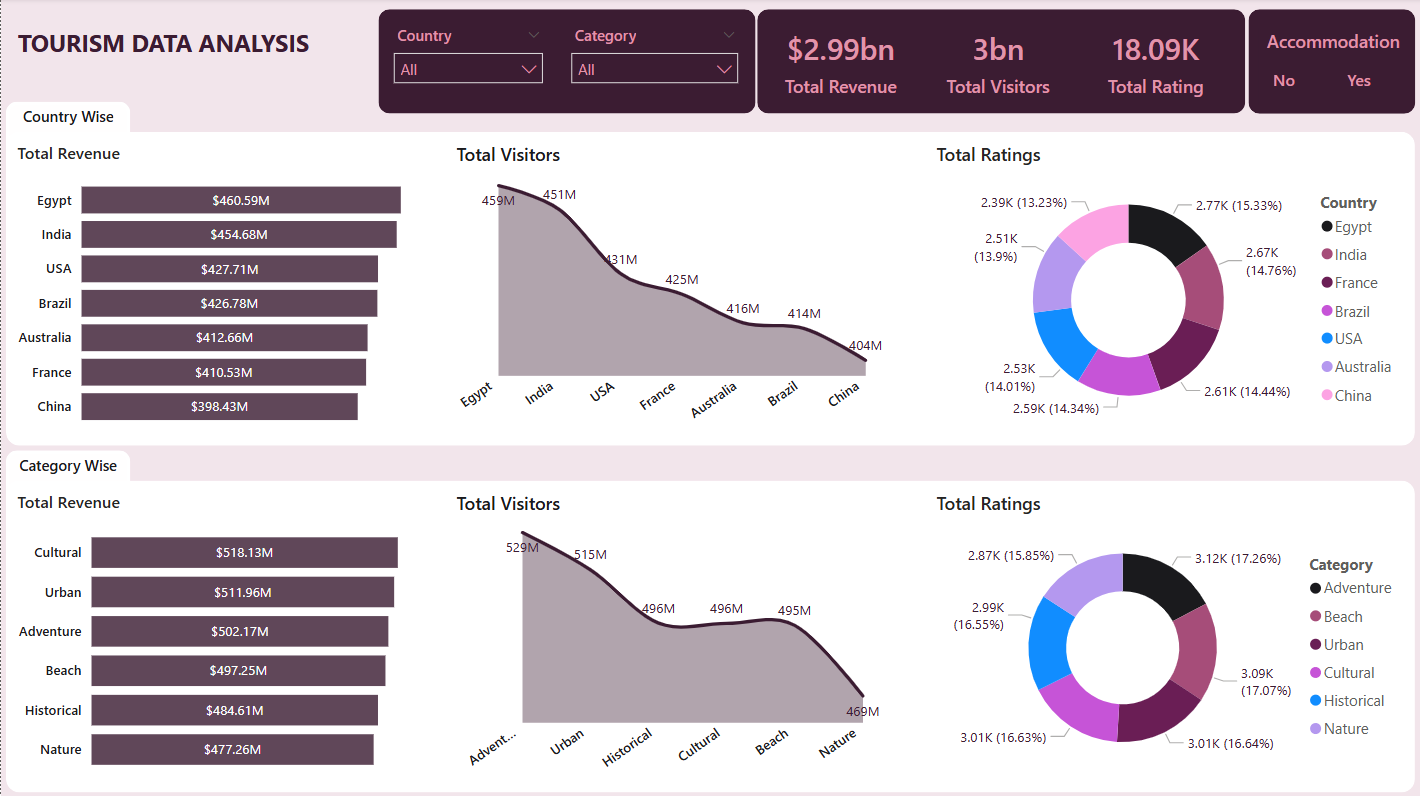 TOURISM DATA ANALYSIS
Country
All
Category
All
$2.99bn
Total Revenue
3bn
Total Visitors
18.09K
Total Rating
Accommodation
No
Yes
Country Wise
Total Revenue
Egypt
$460.59M
India
$454.68M
USA
$427.71M
Brazil
$426.78M
Australia
$412.66M
France
$410.53M
China
$398.43M
Total Visitors
459M
451M
431M
425M
416M
414M
404M
Egypt
India
USA
France
Australia
Brazil
China
Total Ratings
2.77K (15.33%)
2.67K
(14.76%)
2.61K (14.44%)
2.59K (14.34%)
2.53K
(14.01%)
2.51K
(13.9%)
2.39K (13.23%)
Country
Egypt
India
France
Brazil
USA
Australia
China
Category Wise
Total Revenue
Cultural
$518.13M
Urban
$511.96M
Adventure
$502.17M
Beach
$497.25M
Historical
$484.61M
Nature
$477.26M
Total Visitors
529M
515M
496M
496M
495M
469M
Advent...
Urban
Historical
Cultural
Beach
Nature
Total Ratings
3.12K (17.26%)
3.09K
(17.07%)
3.01K (16.64%)
3.01K (16.63%)
2.99K
(16.55%)
2.87K (15.85%)
Category
Adventure
Beach
Urban
Cultural
Historical
Nature